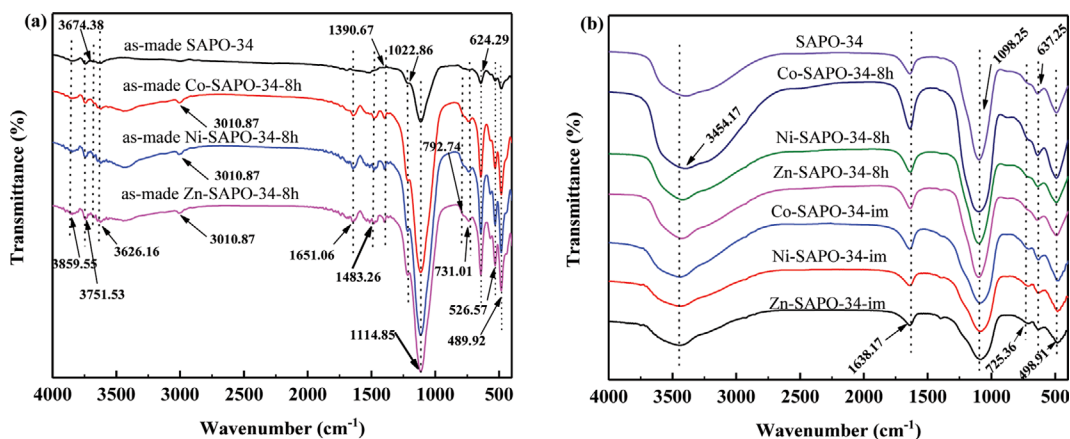 (a)
3674.38
1390.67
1022.86
624.29
as-made SAPO-34
as-made Co-SAPO-34-8h
3010.87
as-made Ni-SAPO-34-8h
792.74
3010.87
as-made Zn-SAPO-34-8h
3010.87
3859.55
3626.16
3751.53
1651.06
1483.26
731.01
526.57
489.92
1114.85
Transmittance (%)
4000 3500 3000 2500 2000 1500 1000 500
Wavenumber (cm-1)
(b)
SAPO-34
1098.25
637.25
Co-SAPO-34-8h
3454.17
Ni-SAPO-34-8h
Zn-SAPO-34-8h
Co-SAPO-34-im
Ni-SAPO-34-im
Zn-SAPO-34-im
1638.17
725.36
498.91
Transmittance (%)
4000 3500 3000 2500 2000 1500 1000 500
Wavenumber (cm-1)